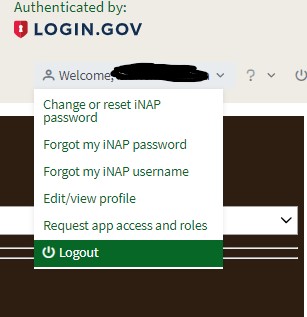 Authenticated by:
LOGIN.GOV
Welcome,
?
Change or reset iNAP
password
Forgot my iNAP password
Forgot my iNAP username
Edit/view profile
Request app access and roles
Logout